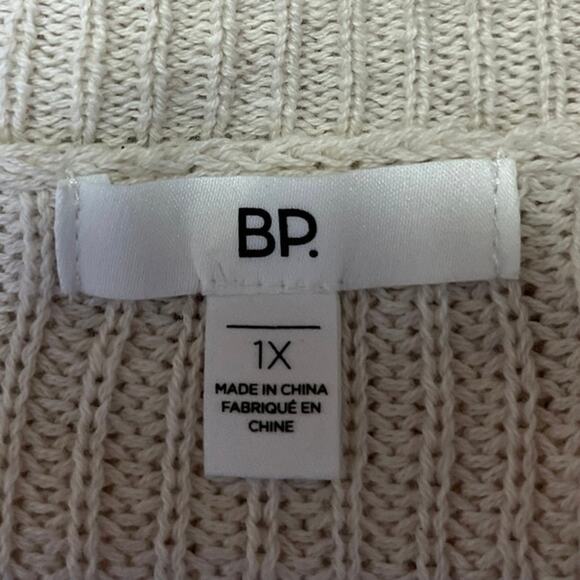 BP.
1X
MADE IN CHINA
FABRIQUÉ EN
CHINE